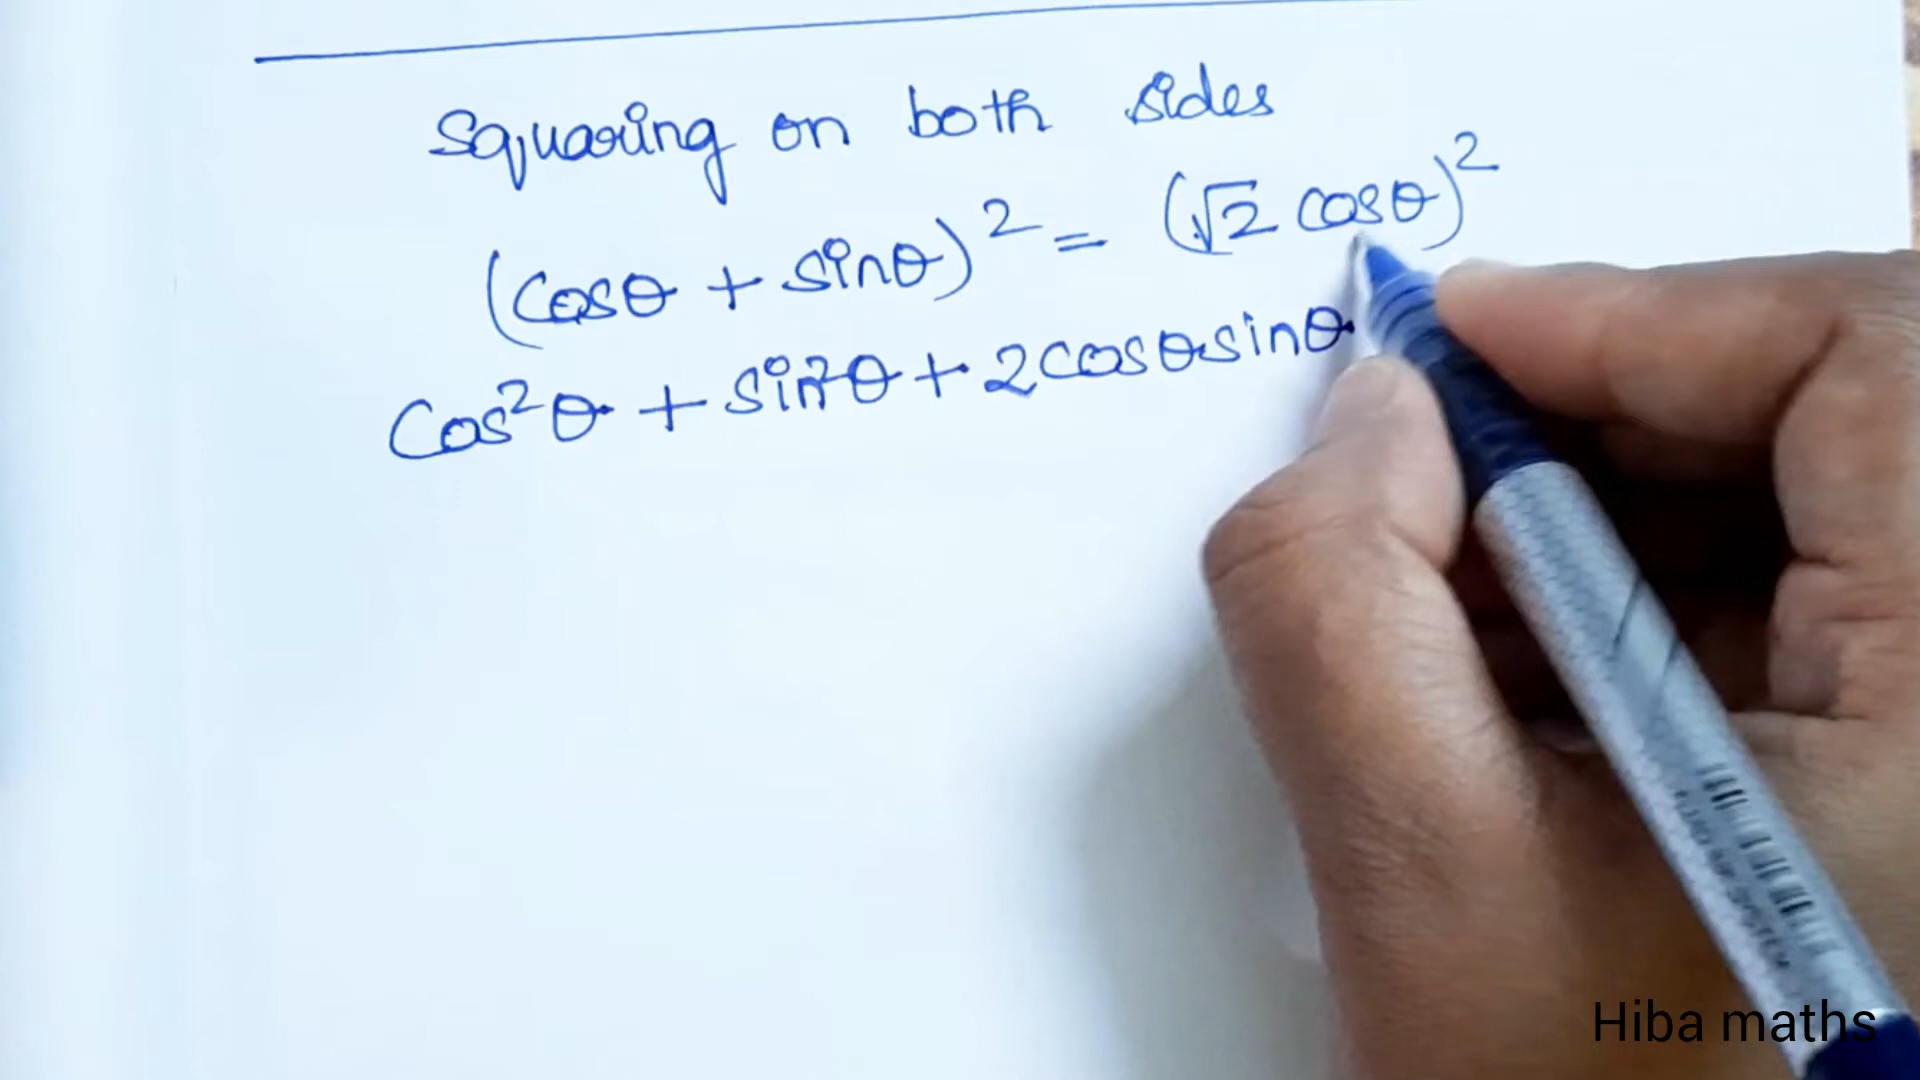 Squaring on both sides
(cosθ + sinθ)² = (√2 cosθ)²
Cos²θ + sin²θ + 2cosθsinθ
Hiba maths